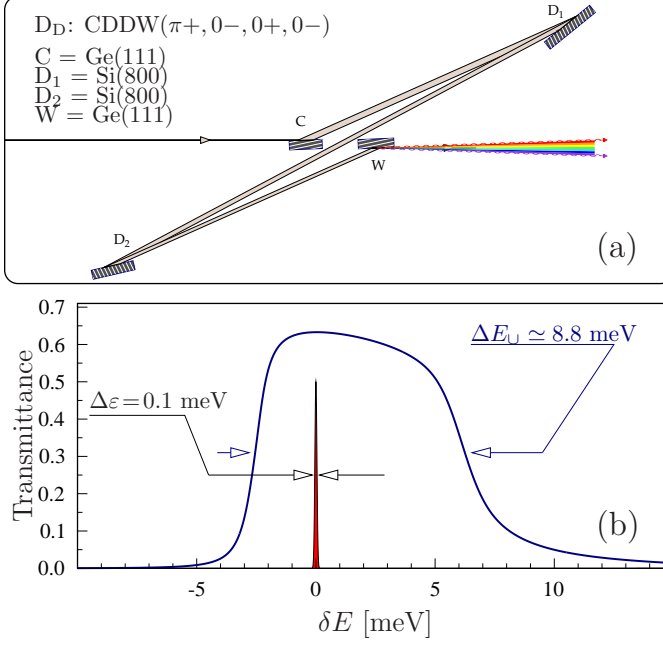 D_D: CDDW(π+, 0−, 0+, 0−)
C = Ge(111)
D_1 = Si(800)
D_2 = Si(800)
W = Ge(111)
D_1
C
W
D_2
(a)
0.7
0.6
0.5
0.4
0.3
0.2
0.1
0.0
Transmittance
ΔE_∪ ≃ 8.8 meV
Δε=0.1 meV
(b)
-5
0
5
10
δE [meV]